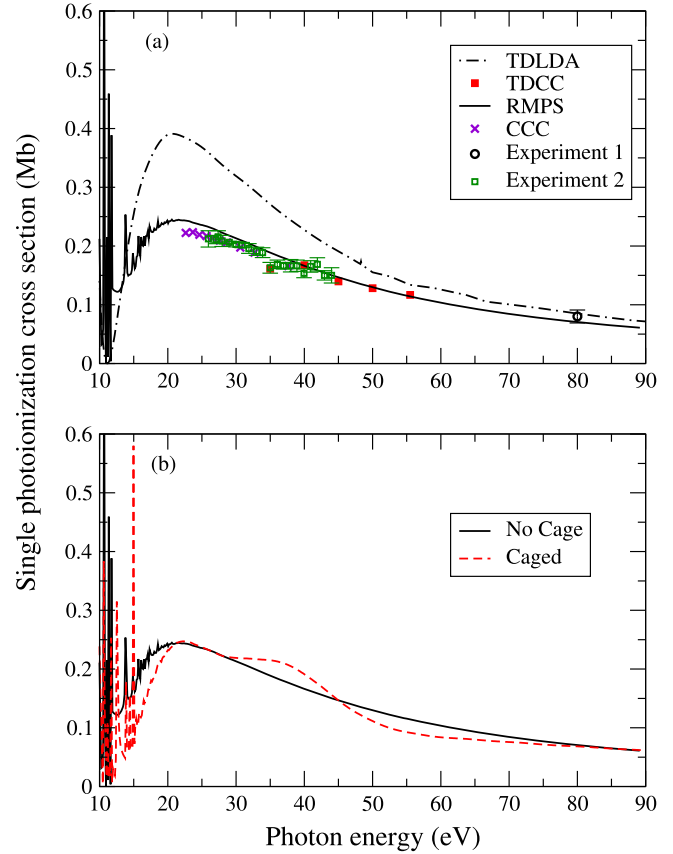 Single photoionization cross section (Mb)
(a)
0.6
0.5
0.4
0.3
0.2
0.1
0
TDLDA
TDCC
RMPS
CCC
Experiment 1
Experiment 2
10 20 30 40 50 60 70 80 90
(b)
0.6
0.5
0.4
0.3
0.2
0.1
0
No Cage
Caged
10 20 30 40 50 60 70 80 90
Photon energy (eV)